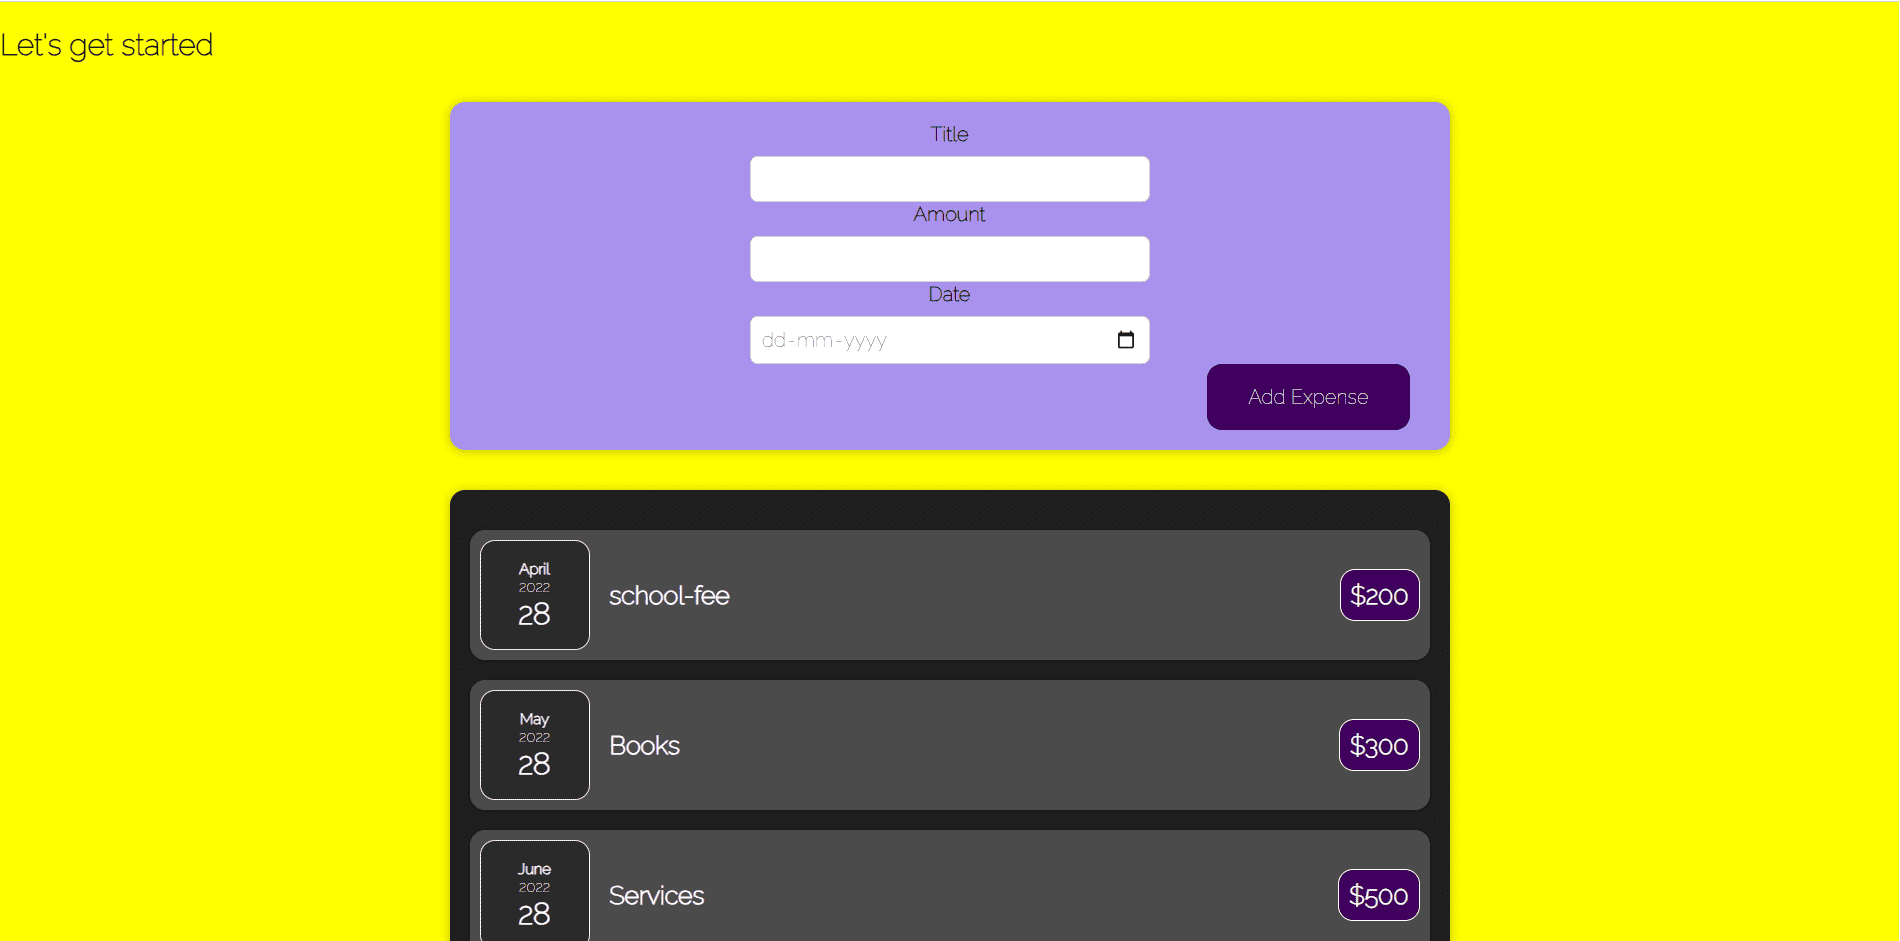 Let's get started
Title
Amount
Date
dd-mm-yyyy
Add Expense
April
2022
28
school-fee
$200
May
2022
28
Books
$300
June
2022
28
Services
$500